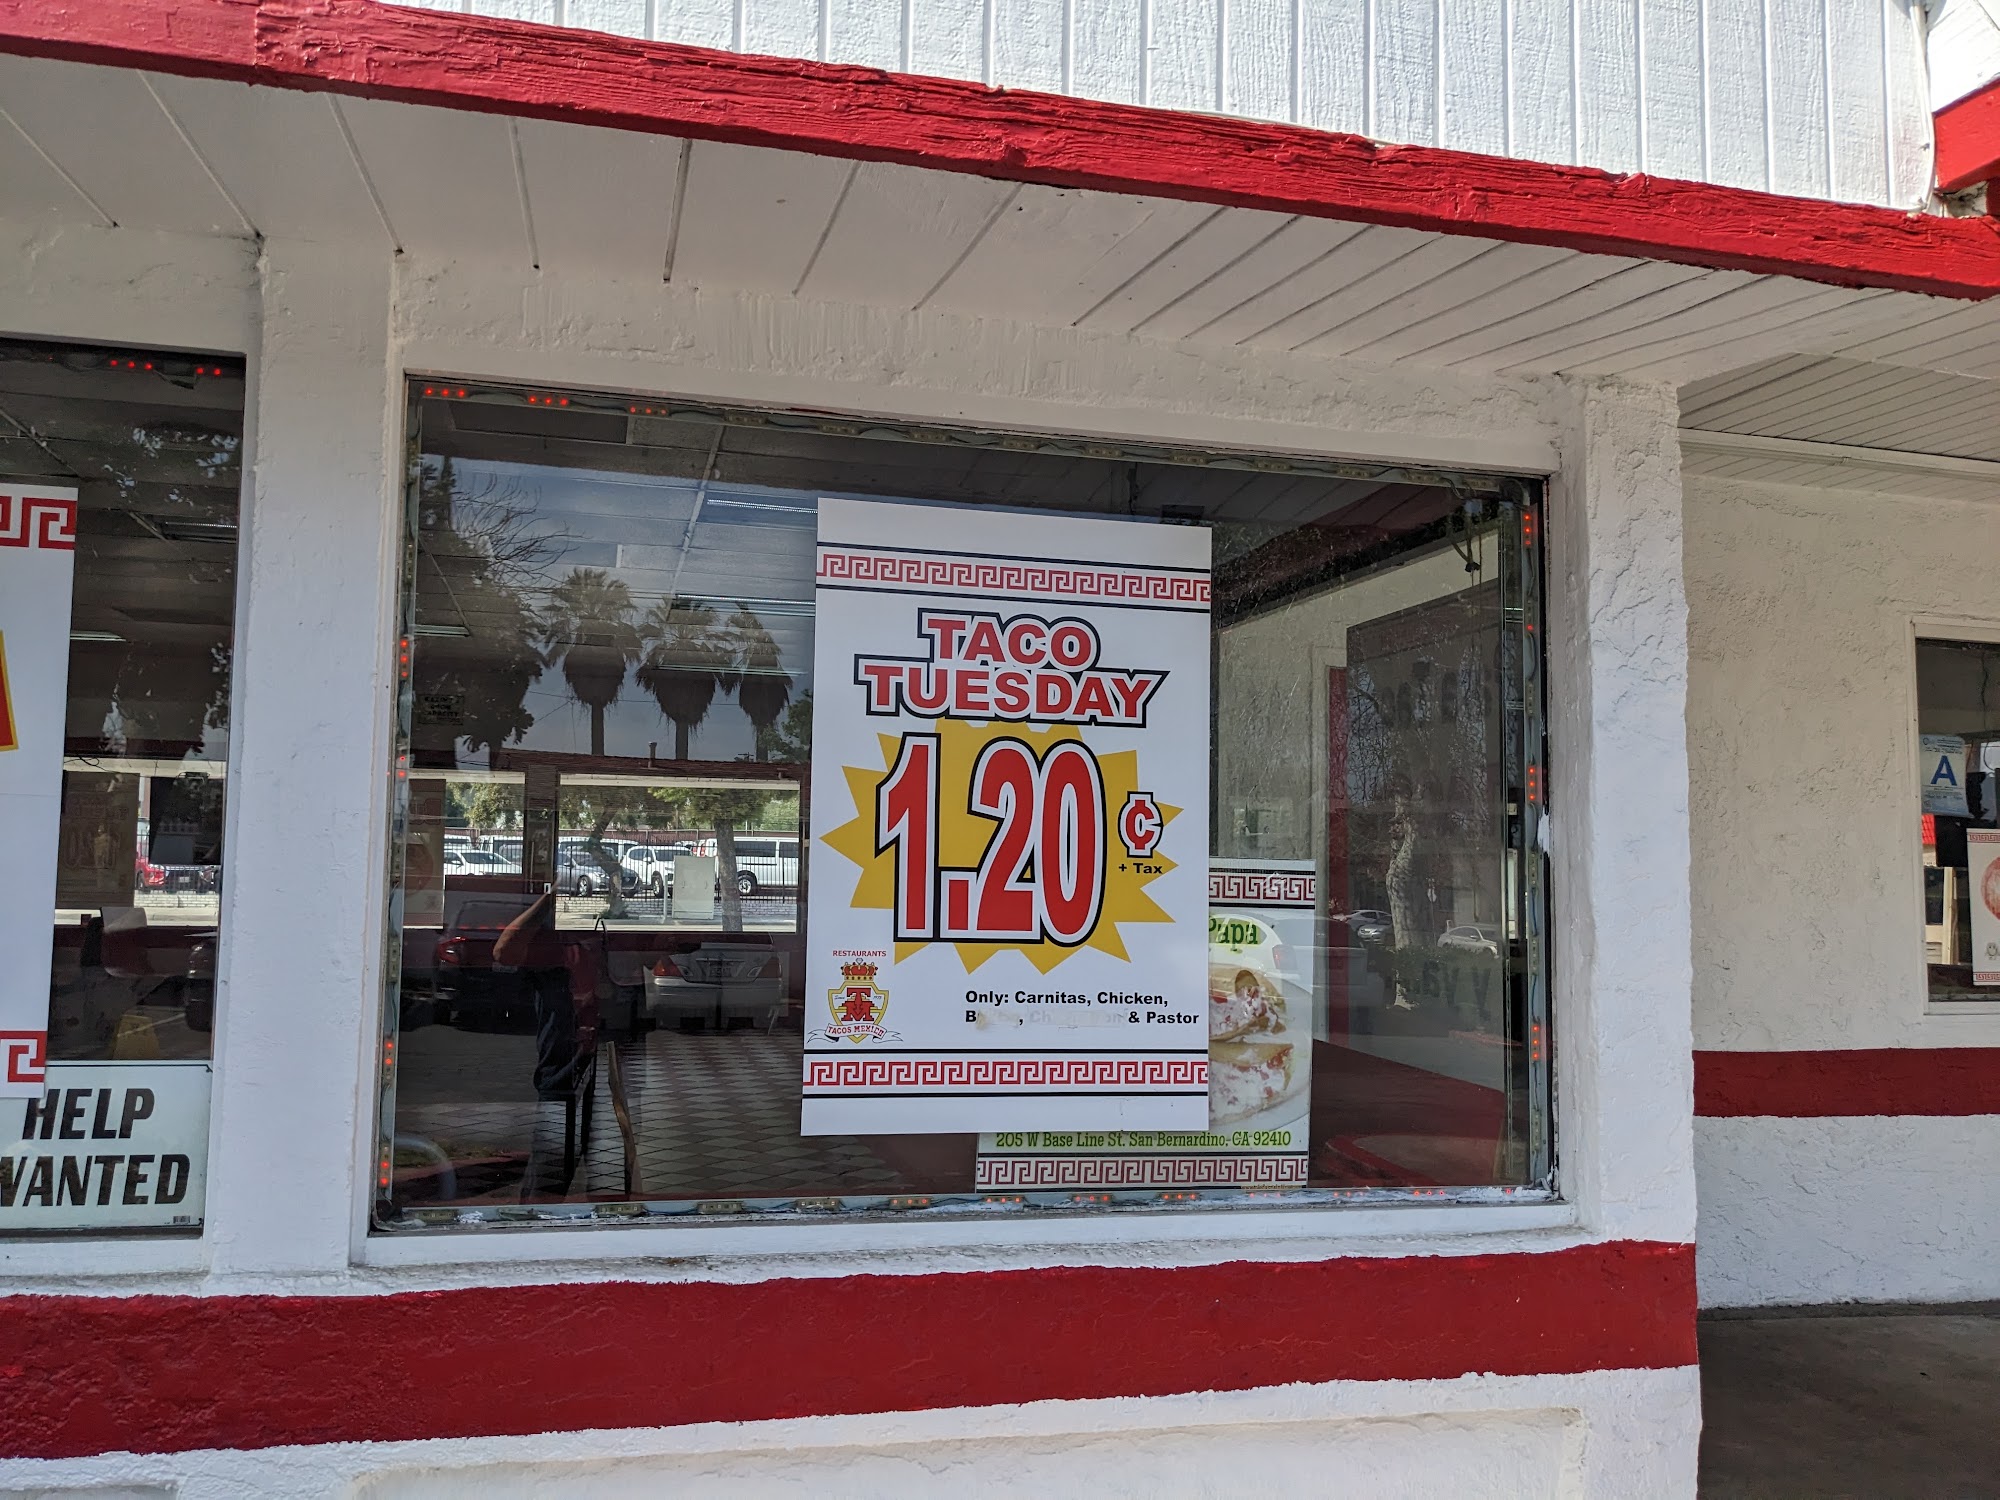 TACO
TUESDAY
1.20 ¢
+ Tax
RESTAURANTS
TM
TACOS MEXICO
Only: Carnitas, Chicken,
& Pastor
Papa
205 W Base Line St. San Bernardino, CA 92410
HELP
WANTED
A